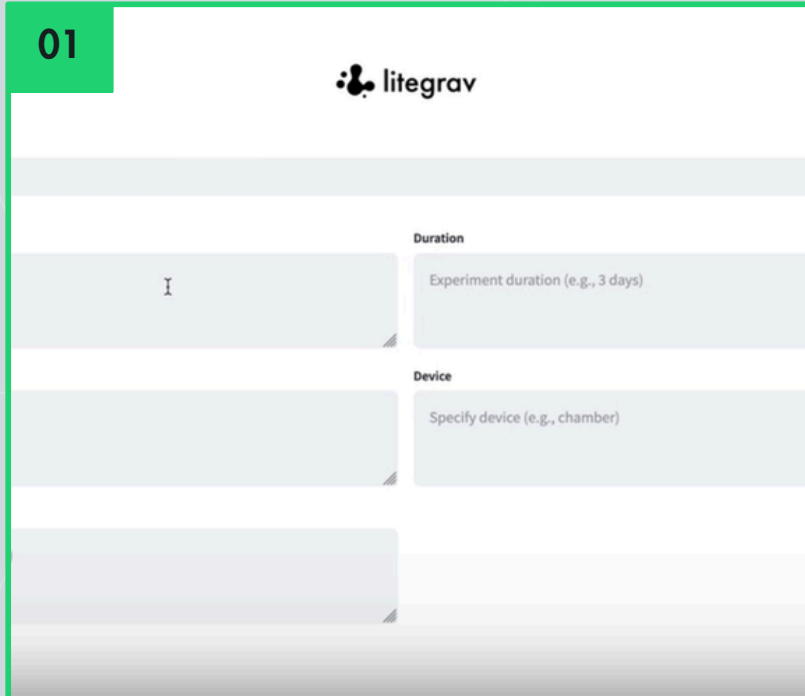 01
litegrav
Duration
Experiment duration (e.g., 3 days)
Device
Specify device (e.g., chamber)